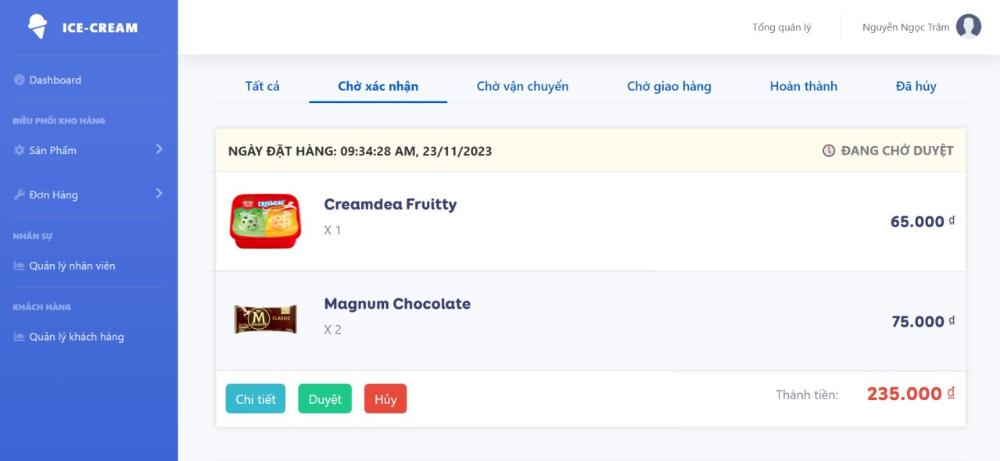 ICE-CREAM
Tổng quản lý
Nguyễn Ngọc Trâm
Dashboard
ĐIỀU PHỐI KHO HÀNG
Sản Phẩm
Đơn Hàng
NHÂN SỰ
Quản lý nhân viên
KHÁCH HÀNG
Quản lý khách hàng
Tất cả
Chờ xác nhận
Chờ vận chuyển
Chờ giao hàng
Hoàn thành
Đã hủy
NGÀY ĐẶT HÀNG: 09:34:28 AM, 23/11/2023
ĐANG CHỜ DUYỆT
CREAMDAE
Creamdea Fruitty
X 1
65.000 ₫
M
MAGNUM
CLASSIC
Magnum Chocolate
X 2
75.000 ₫
Chi tiết
Duyệt
Hủy
Thành tiền:
235.000 ₫